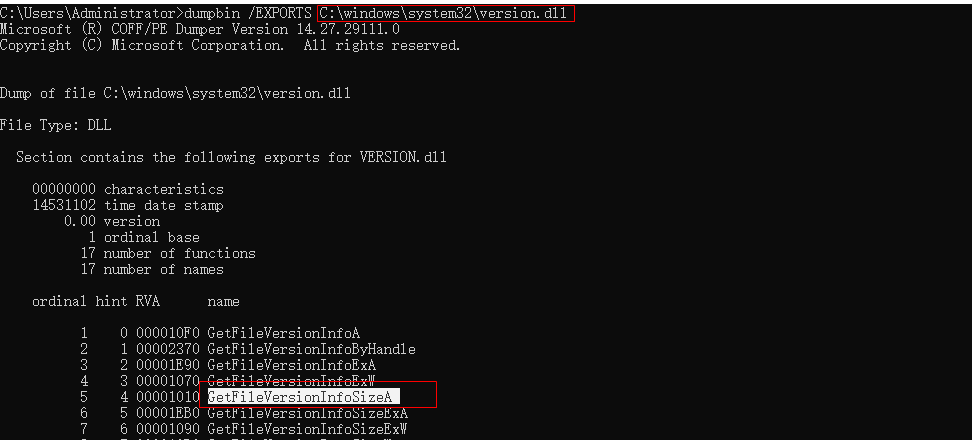 C:\Users\Administrator>dumpbin /EXPORTS C:\windows\system32\version.dll
Microsoft (R) COFF/PE Dumper Version 14.27.29111.0
Copyright (C) Microsoft Corporation.  All rights reserved.
Dump of file C:\windows\system32\version.dll
File Type: DLL
Section contains the following exports for VERSION.dll
00000000 characteristics
14531102 time date stamp
0.00 version
1 ordinal base
17 number of functions
17 number of names
ordinal hint RVA      name
1    0 000010F0 GetFileVersionInfoA
2    1 00002370 GetFileVersionInfoByHandle
3    2 00001E90 GetFileVersionInfoExA
4    3 00001070 GetFileVersionInfoExW
5    4 00001010 GetFileVersionInfoSizeA
6    5 00001EB0 GetFileVersionInfoSizeExA
7    6 00001090 GetFileVersionInfoSizeExW